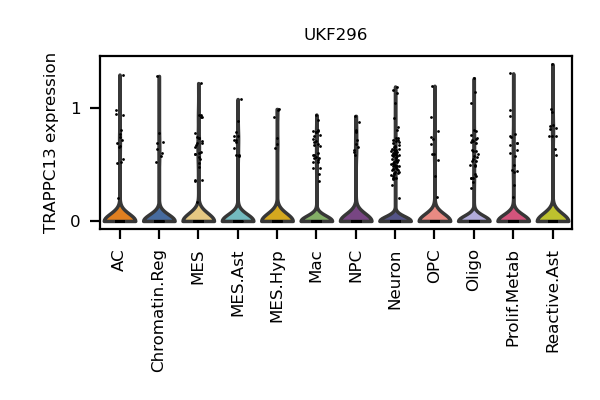 UKF296
TRAPPC13 expression
1
0
AC
Chromatin.Reg
MES
MES.Ast
MES.Hyp
Mac
NPC
Neuron
OPC
Oligo
Prolif.Metab
Reactive.Ast